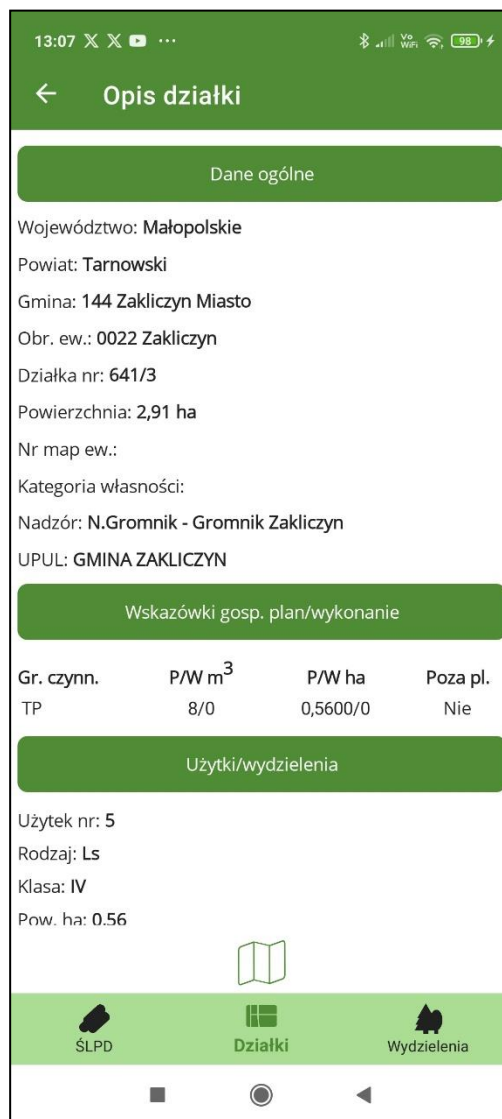 13:07 X X ...
Vo WiFi 98
Opis działki
Dane ogólne
Województwo: Małopolskie
Powiat: Tarnowski
Gmina: 144 Zakliczyn Miasto
Obr. ew.: 0022 Zakliczyn
Działka nr: 641/3
Powierzchnia: 2,91 ha
Nr map ew.:
Kategoria własności:
Nadzór: N.Gromnik - Gromnik Zakliczyn
UPUL: GMINA ZAKLICZYN
Wskazówki gosp. plan/wykonanie
Gr. czynn. P/W m³ P/W ha Poza pl.
TP 8/0 0,5600/0 Nie
Użytki/wydzielenia
Użytek nr: 5
Rodzaj: Ls
Klasa: IV
Pow. ha: 0.56
ŚLPD Działki Wydzielenia